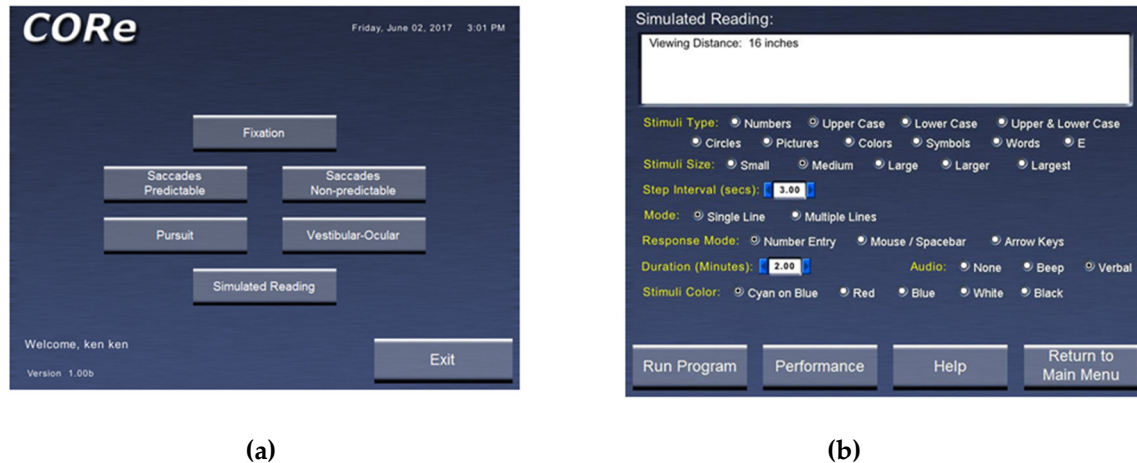 CORe
Friday, June 02, 2017 3:01 PM
Fixation
Saccades
Predictable
Saccades
Non-predictable
Pursuit
Vestibular-Ocular
Simulated Reading
Welcome, ken ken
Version 1.00b
Exit
(a)
Simulated Reading:
Viewing Distance: 16 inches
Stimuli Type: Numbers Upper Case Lower Case Upper & Lower Case
Circles Pictures Colors Symbols Words E
Stimuli Size: Small Medium Large Larger Largest
Step Interval (secs): 3.00
Mode: Single Line Multiple Lines
Response Mode: Number Entry Mouse / Spacebar Arrow Keys
Duration (Minutes): 2.00 Audio: None Beep Verbal
Stimuli Color: Cyan on Blue Red Blue White Black
Run Program
Performance
Help
Return to
Main Menu
(b)